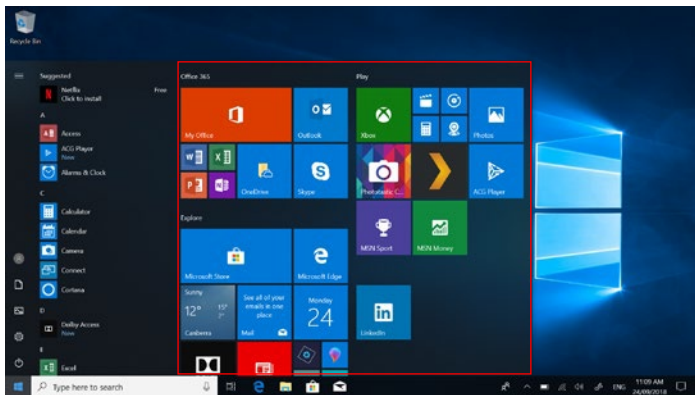 Recycle Bin
Suggested
Netflix
Free
Click to install
A
Access
ACG Player
New
Alarms & Clock
C
Calculator
Calendar
Camera
Connect
Cortana
D
Dolby Access
New
E
Excel
Office 365
My Office
Outlook
OneDrive
Skype
Explore
Microsoft Store
Microsoft Edge
Sunny
12°
15°
Canberra
See all of your
emails in one
place
Mail
Monday
24
Play
Xbox
Photos
Phototastic C...
ACG Player
MSN Sport
MSN Money
in
LinkedIn
Type here to search
ENG
11:09 AM
24/09/2018